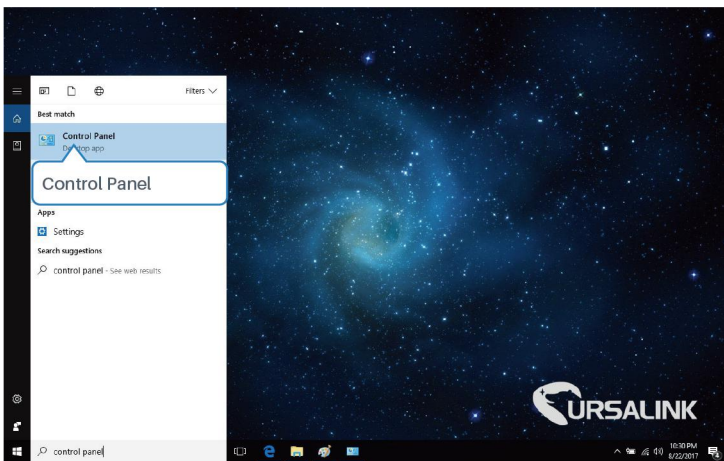 Filters
Best match
Control Panel
Desktop app
Control Panel
Apps
Settings
Search suggestions
control panel - See web results
URSALINK
control panel
10:30 PM
8/22/2017